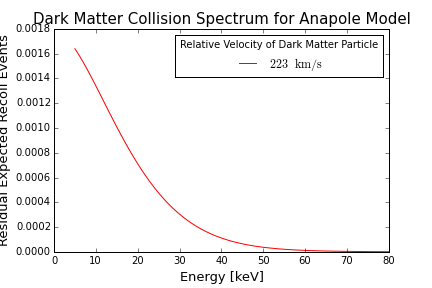 Dark Matter Collision Spectrum for Anapole Model
Residual Expected Recoil Events
0.0018
0.0016
0.0014
0.0012
0.0010
0.0008
0.0006
0.0004
0.0002
0.0000
Relative Velocity of Dark Matter Particle
223 km/s
0 10 20 30 40 50 60 70 80
Energy [keV]